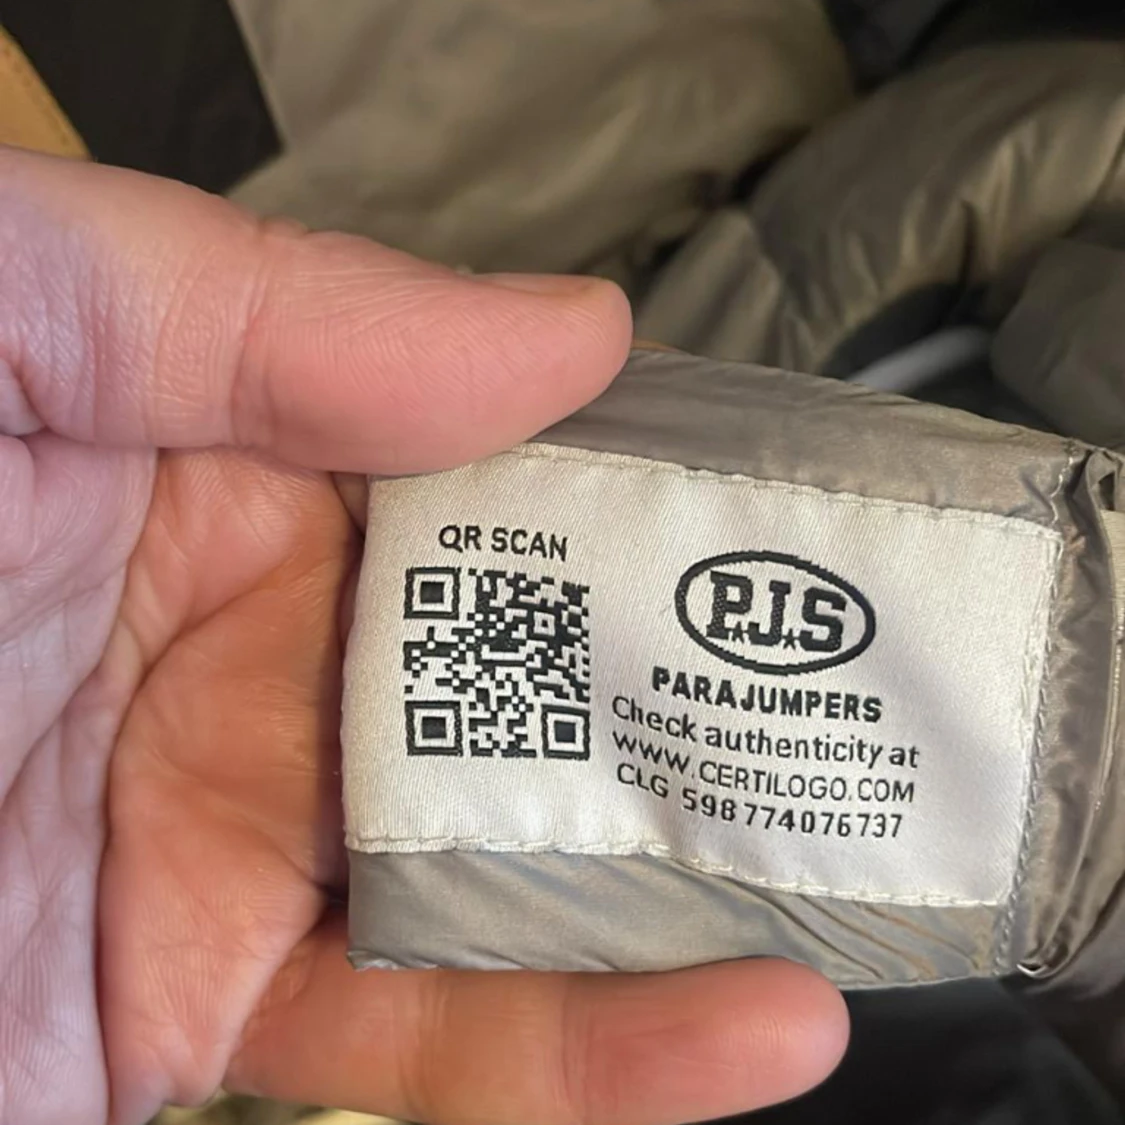 QR SCAN
P.J.S
PARAJUMPERS
Check authenticity at
WWW.CERTILOGO.COM
CLG 598774076737